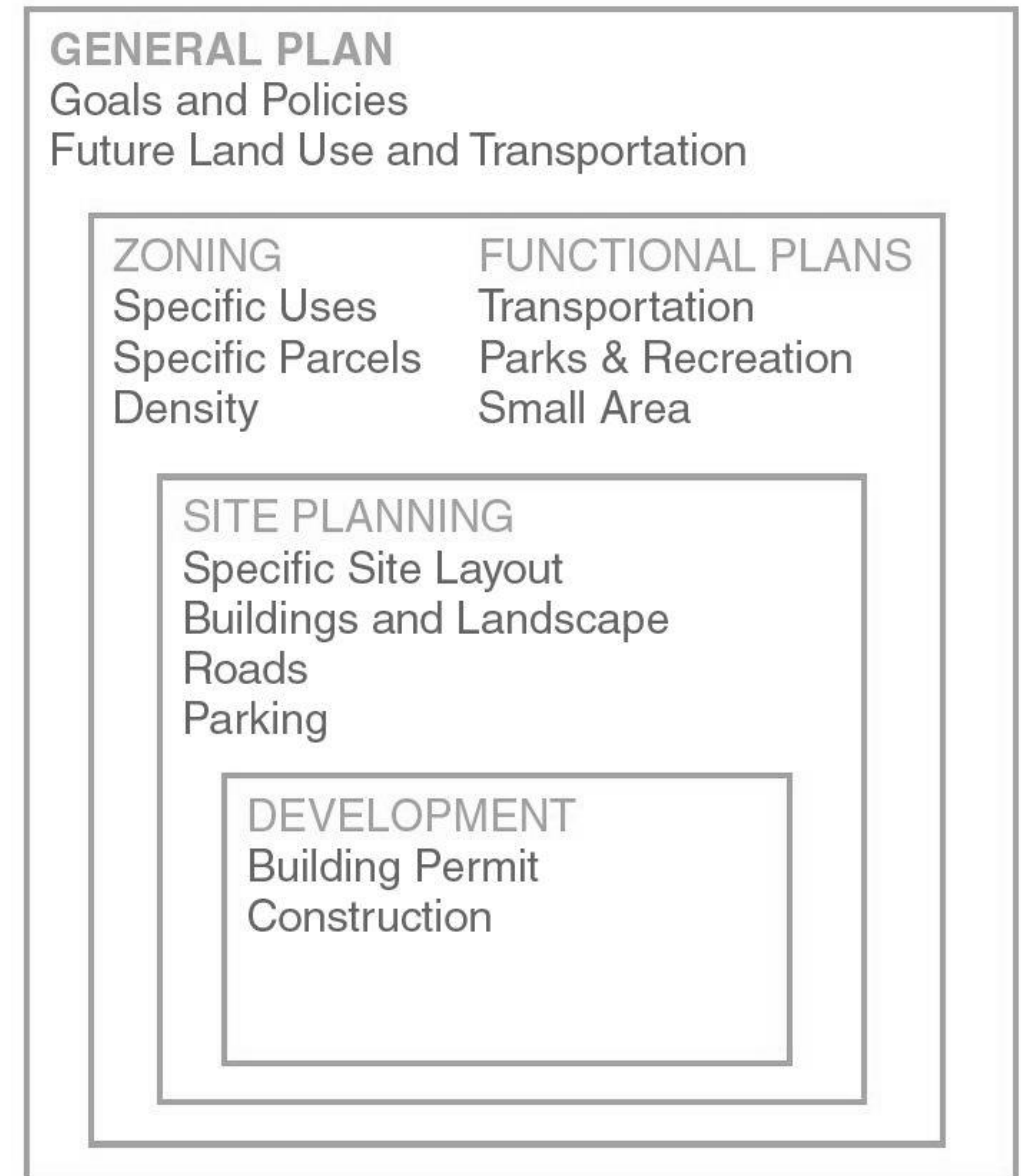 GENERAL PLAN
Goals and Policies
Future Land Use and Transportation
ZONING
Specific Uses
Specific Parcels
Density
FUNCTIONAL PLANS
Transportation
Parks & Recreation
Small Area
SITE PLANNING
Specific Site Layout
Buildings and Landscape
Roads
Parking
DEVELOPMENT
Building Permit
Construction